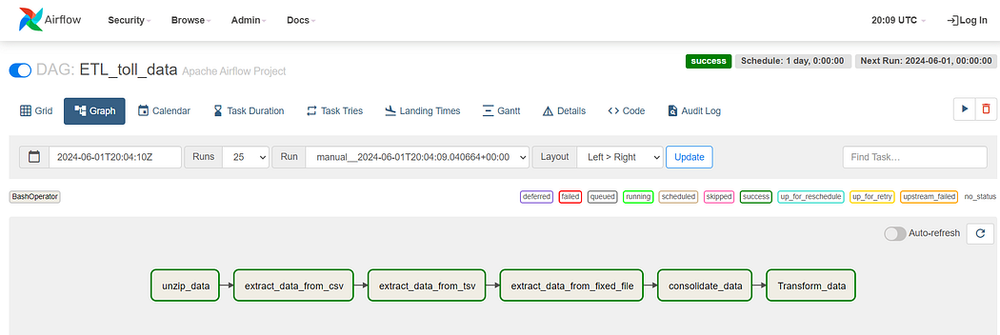 Airflow Security Browse Admin Docs 20:09 UTC Log In
DAG: ETL_toll_data Apache Airflow Project success Schedule: 1 day, 0:00:00 Next Run: 2024-06-01, 00:00:00
Grid Graph Calendar Task Duration Task Tries Landing Times Gantt Details Code Audit Log
2024-06-01T20:04:10Z Runs 25 Run manual__2024-06-01T20:04:09.040664+00:00 Layout Left > Right Update Find Task...
BashOperator deferred failed queued running scheduled skipped success up_for_reschedule up_for_retry upstream_failed no_status
Auto-refresh
unzip_data extract_data_from_csv extract_data_from_tsv extract_data_from_fixed_file consolidate_data Transform_data